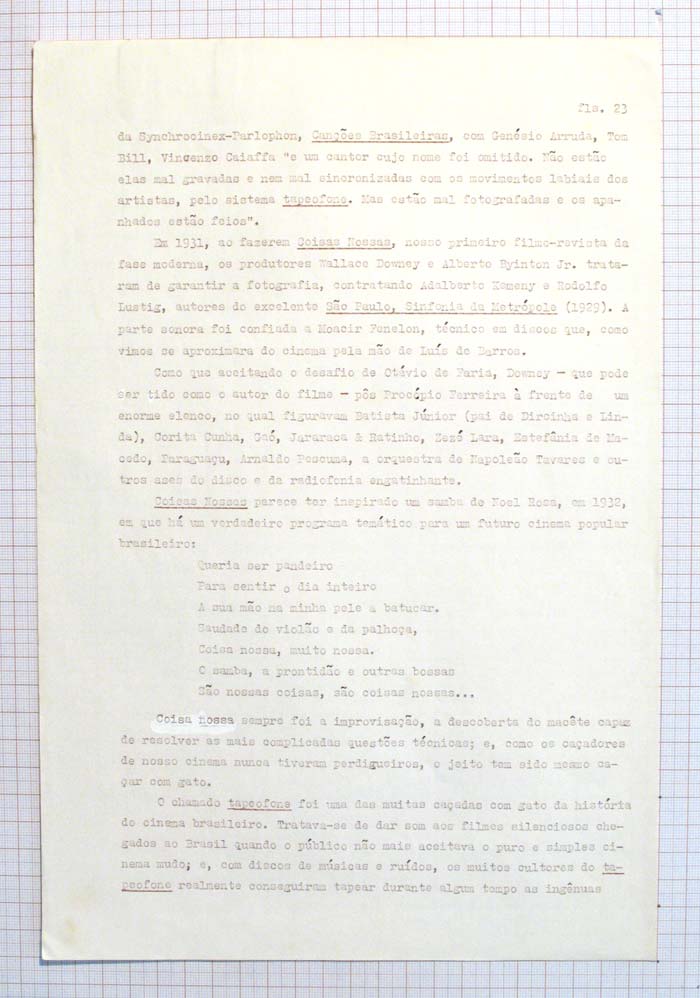 fls. 23
da Synchrocinex-Parlophon, Canções Brasileiras, com Genésio Arruda, Tom
Bill, Vincenzo Caiaffa "e um cantor cujo nome foi omitido. Não estão
elas mal gravadas e nem mal sincronizadas com os movimentos labiais dos
artistas, pelo sistema tapeofone. Mas estão mal fotografadas e os apa-
nhados estão feios".
Em 1931, ao fazerem Coisas Nossas, nosso primeiro filme-revista da
fase moderna, os produtores Wallace Downey e Alberto Byinton Jr. trata-
ram de garantir a fotografia, contratando Adalberto Kemeny e Rodolfo
Lustig, autores do excelente São Paulo, Sinfonia da Metrópole (1929). A
parte sonora foi confiada a Moacir Fenelon, técnico em discos que, como
vimos se aproximara do cinema pela mão de Luís de Barros.
Como que aceitando o desafio de Otávio de Faria, Downey - que pode
ser tido como o autor do filme - pôs Procópio Ferreira à frente de um
enorme elenco, no qual figuravam Batista Júnior (pai de Dircinha e Lin-
da), Corita Cunha, Gaó, Jararaca & Ratinho, Zezé Lara, Estefânia de Ma-
cedo, Paraguaçu, Arnaldo Pescuma, a orquestra de Napoleão Tavares e ou-
tros ases do disco e da radiofonia engatinhante.
Coisas Nossas parece ter inspirado um samba de Noel Rosa, em 1932,
em que há um verdadeiro programa temático para um futuro cinema popular
brasileiro:
Queria ser pandeiro
Para sentir o dia inteiro
A sua mão na minha pele a batucar.
Saudade do violão e da palhoça,
Coisa nossa, muito nossa.
O samba, a prontidão e outras bossas
São nossas coisas, são coisas nossas...
Coisa nossa sempre foi a improvisação, a descoberta do macête capaz
de resolver as mais complicadas questões técnicas; e, como os caçadores
de nosso cinema nunca tiveram perdigueiros, o jeito tem sido mesmo ca-
çar com gato.
O chamado tapeofone foi uma das muitas caçadas com gato da história
do cinema brasileiro. Tratava-se de dar som aos filmes silenciosos che-
gados ao Brasil quando o público não mais aceitava o puro e simples ci-
nema mudo; e, com discos de músicas e ruídos, os muitos cultores do ta-
peofone realmente conseguiram tapear durante algum tempo as ingênuas